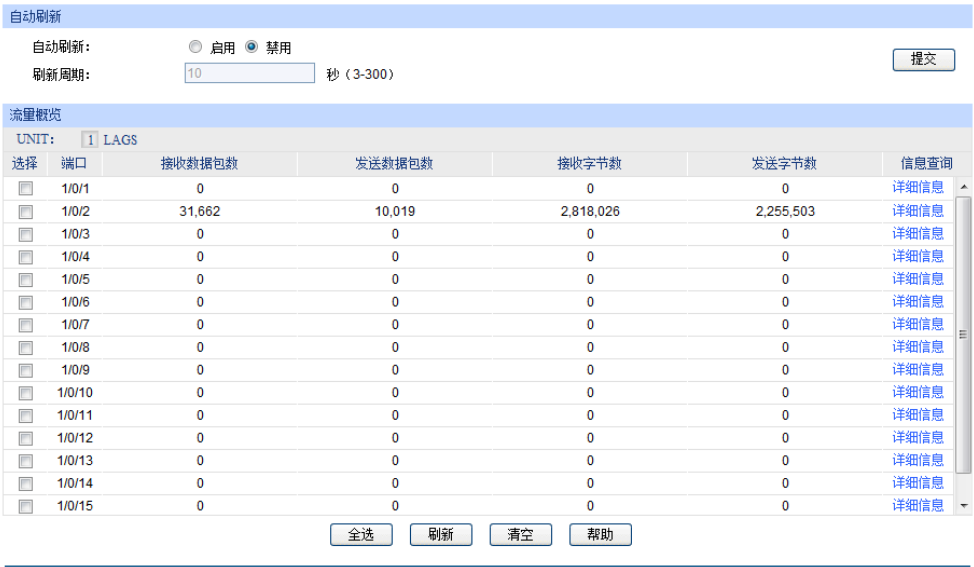 自动刷新
自动刷新： 启用 禁用
刷新周期： 10 秒（3-300）
提交
流量概览
UNIT： 1 LAGS
选择 端口 接收数据包数 发送数据包数 接收字节数 发送字节数 信息查询
1/0/1 0 0 0 0 详细信息
1/0/2 31,662 10,019 2,818,026 2,255,503 详细信息
1/0/3 0 0 0 0 详细信息
1/0/4 0 0 0 0 详细信息
1/0/5 0 0 0 0 详细信息
1/0/6 0 0 0 0 详细信息
1/0/7 0 0 0 0 详细信息
1/0/8 0 0 0 0 详细信息
1/0/9 0 0 0 0 详细信息
1/0/10 0 0 0 0 详细信息
1/0/11 0 0 0 0 详细信息
1/0/12 0 0 0 0 详细信息
1/0/13 0 0 0 0 详细信息
1/0/14 0 0 0 0 详细信息
1/0/15 0 0 0 0 详细信息
全选 刷新 清空 帮助